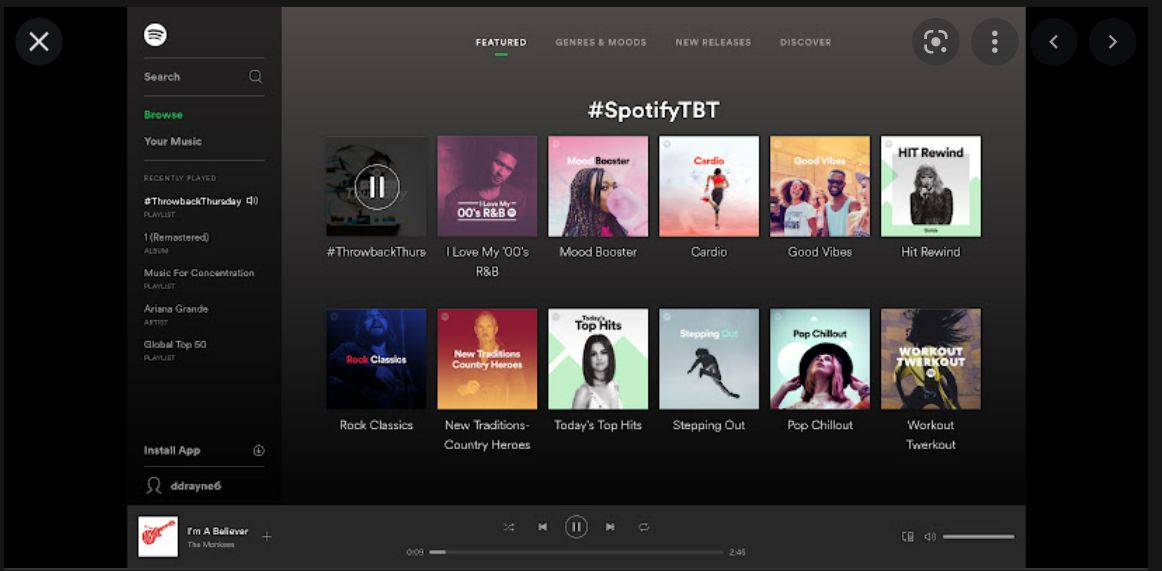 Search
Browse
Your Music
RECENTLY PLAYED
#ThrowbackThursday
PLAYLIST
1 (Remastered)
ALBUM
Music For Concentration
PLAYLIST
Ariana Grande
ARTIST
Global Top 50
PLAYLIST
Install App
ddrayne6
FEATURED GENRES & MOODS NEW RELEASES DISCOVER
#SpotifyTBT
I Love My
00's R&B
Mood Booster
Cardio
Good Vibes
HIT Rewind
#ThrowbackThurs
I Love My '00's
R&B
Mood Booster
Cardio
Good Vibes
Hit Rewind
Rock Classics
New Traditions
Country Heroes
Today's
Top Hits
Stepping Out
Pop Chillout
WORKOUT
TWERKOUT
Rock Classics
New Traditions-
Country Heroes
Today's Top Hits
Stepping Out
Pop Chillout
Workout
Twerkout
I'm A Believer
The Monkees
0:09
2:46